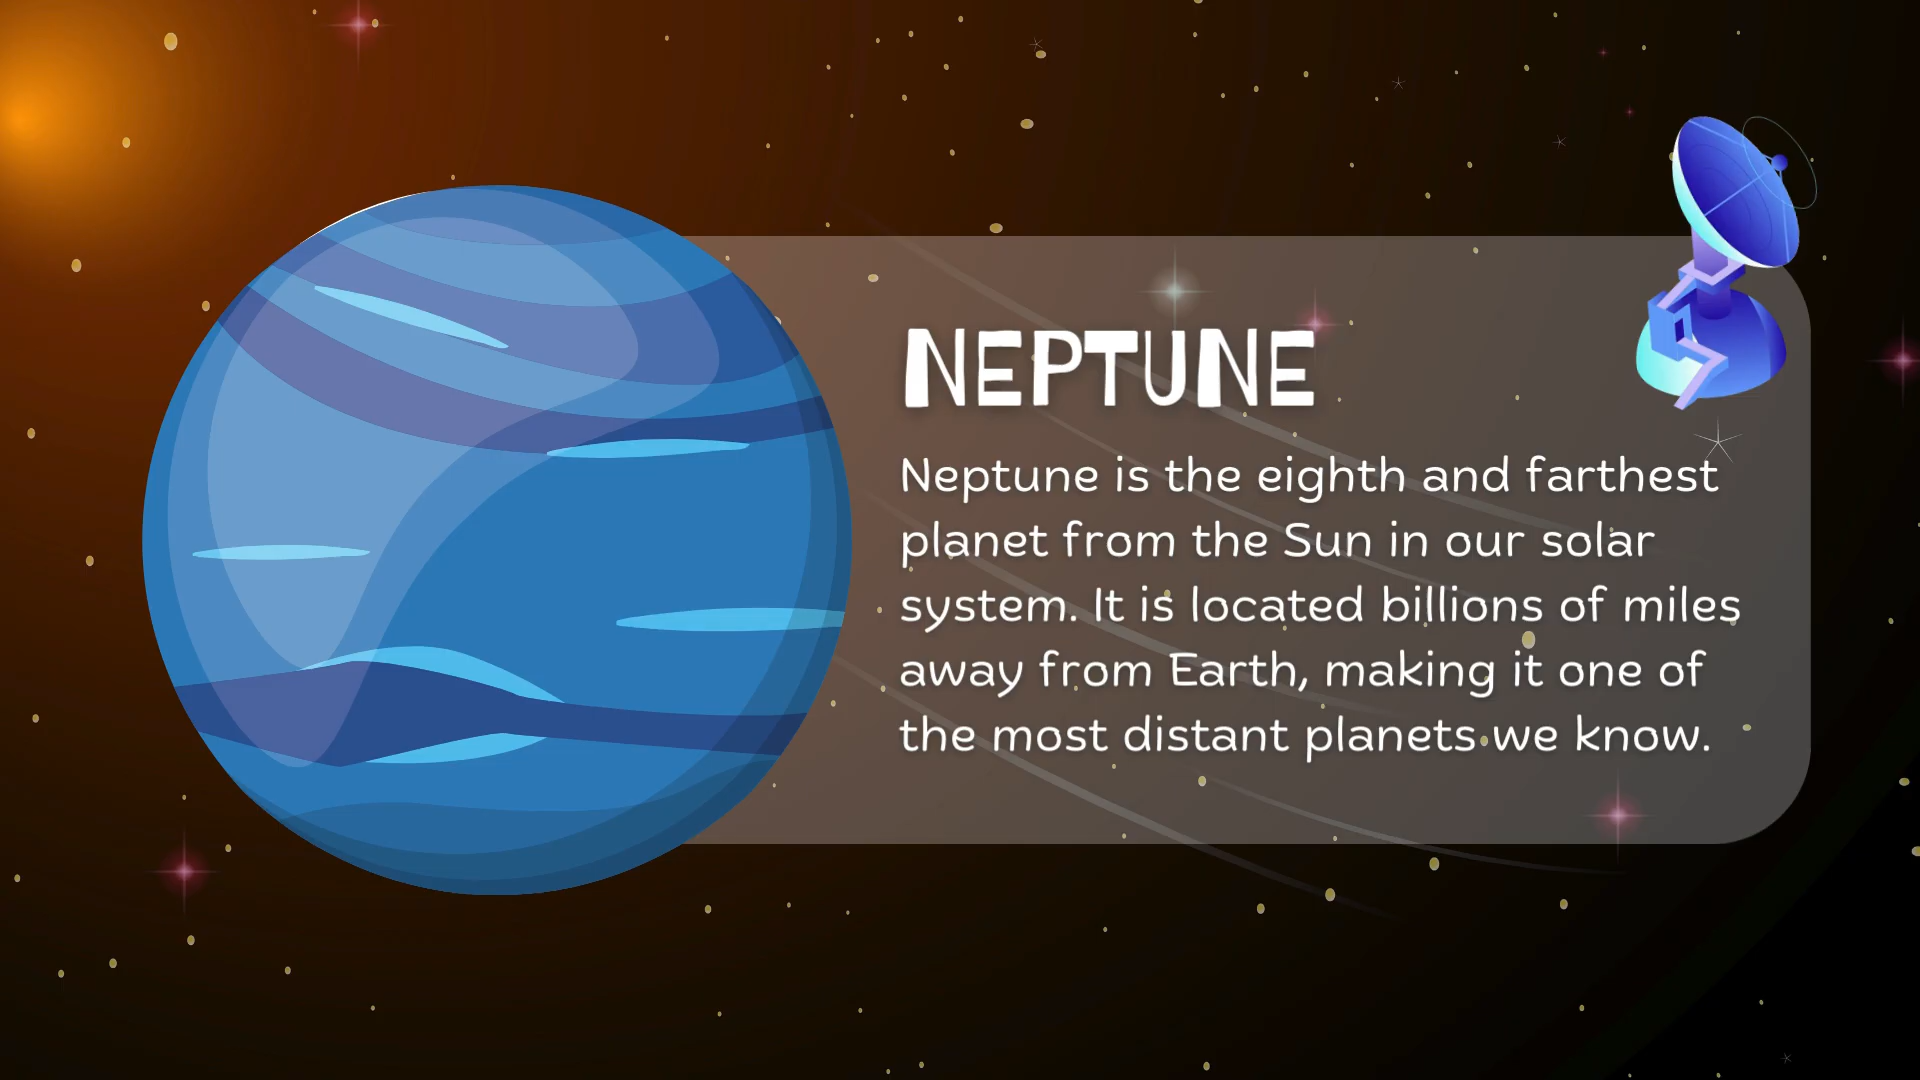 NEPTUNE
Neptune is the eighth and farthest
planet from the Sun in our solar
system. It is located billions of miles
away from Earth, making it one of
the most distant planets we know.